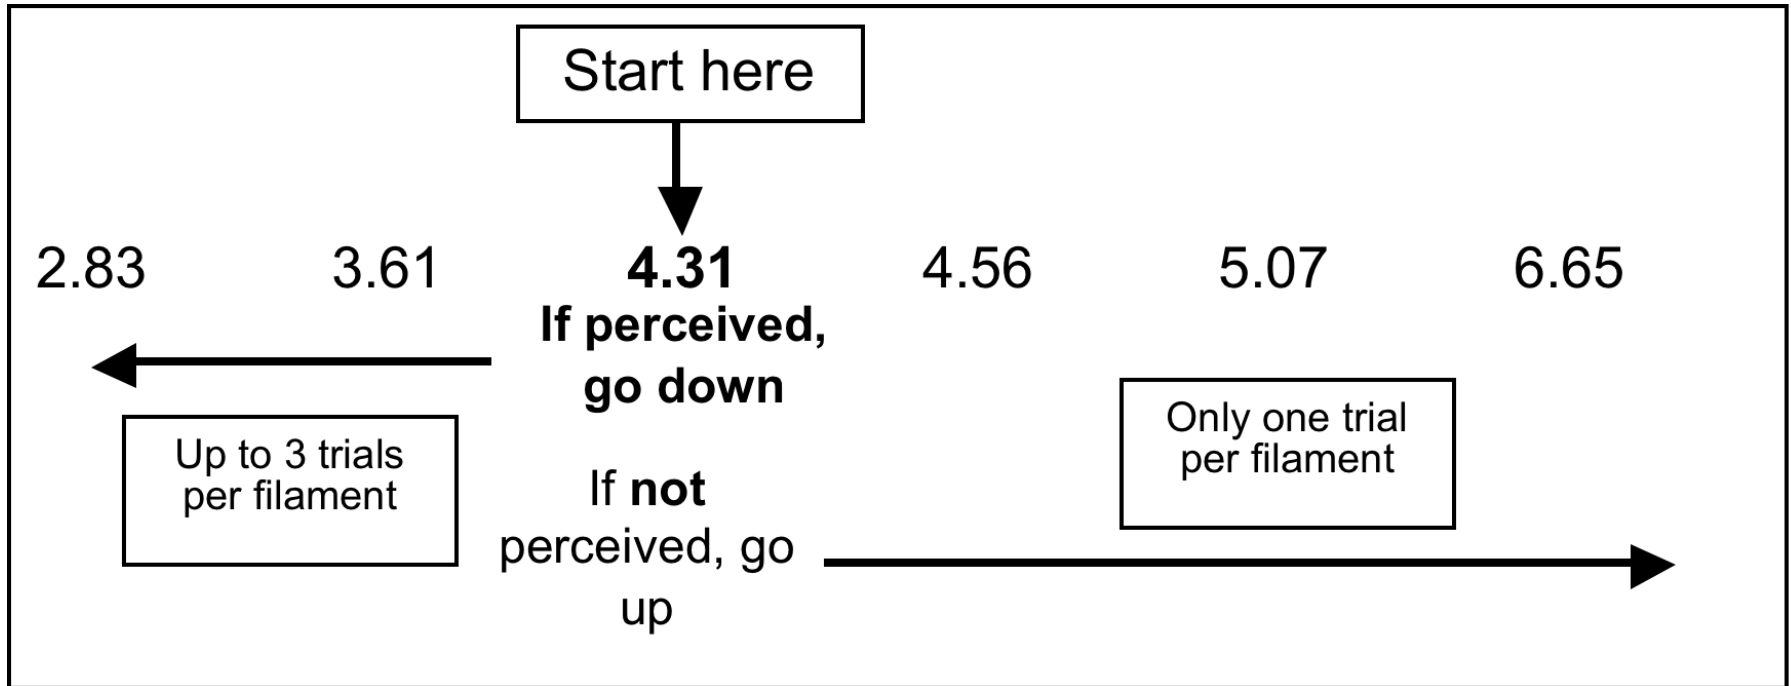 Start here
2.83 3.61 4.31 4.56 5.07 6.65
If perceived,
go down
Up to 3 trials
per filament
If not
perceived, go
up
Only one trial
per filament